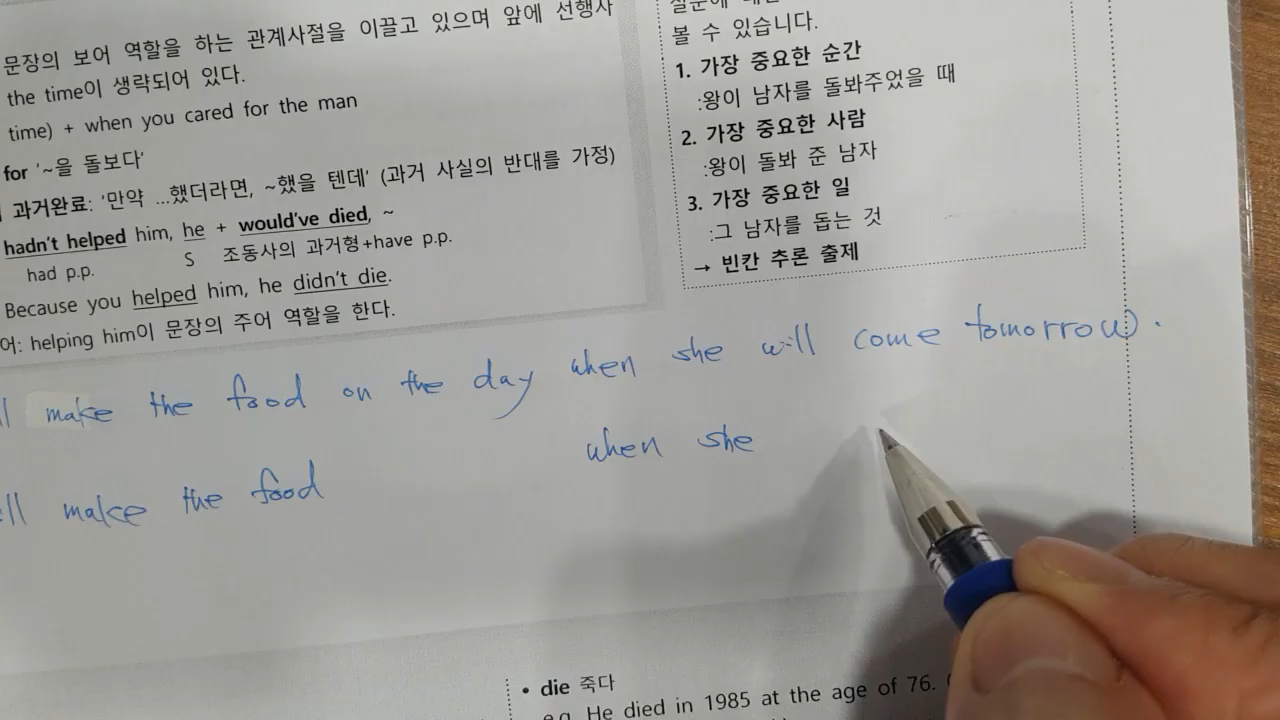 문장의 보어 역할을 하는 관계사절을 이끌고 있으며 앞에 선행사
the time이 생략되어 있다.
time) + when you cared for the man
for '~을 돌보다'
과거완료: '만약 ...했더라면, ~했을 텐데' (과거 사실의 반대를 가정)
hadn't helped him, he + would've died, ~
had p.p. S 조동사의 과거형+have p.p.
Because you helped him, he didn't die.
어: helping him이 문장의 주어 역할을 한다.
볼 수 있습니다.
1. 가장 중요한 순간
:왕이 남자를 돌봐주었을 때
2. 가장 중요한 사람
:왕이 돌봐 준 남자
3. 가장 중요한 일
:그 남자를 돕는 것
→ 빈칸 추론 출제
ll make the food on the day when she will come tomorrow.
when she
ll make the food
• die 죽다
e.g. He died in 1985 at the age of 76.